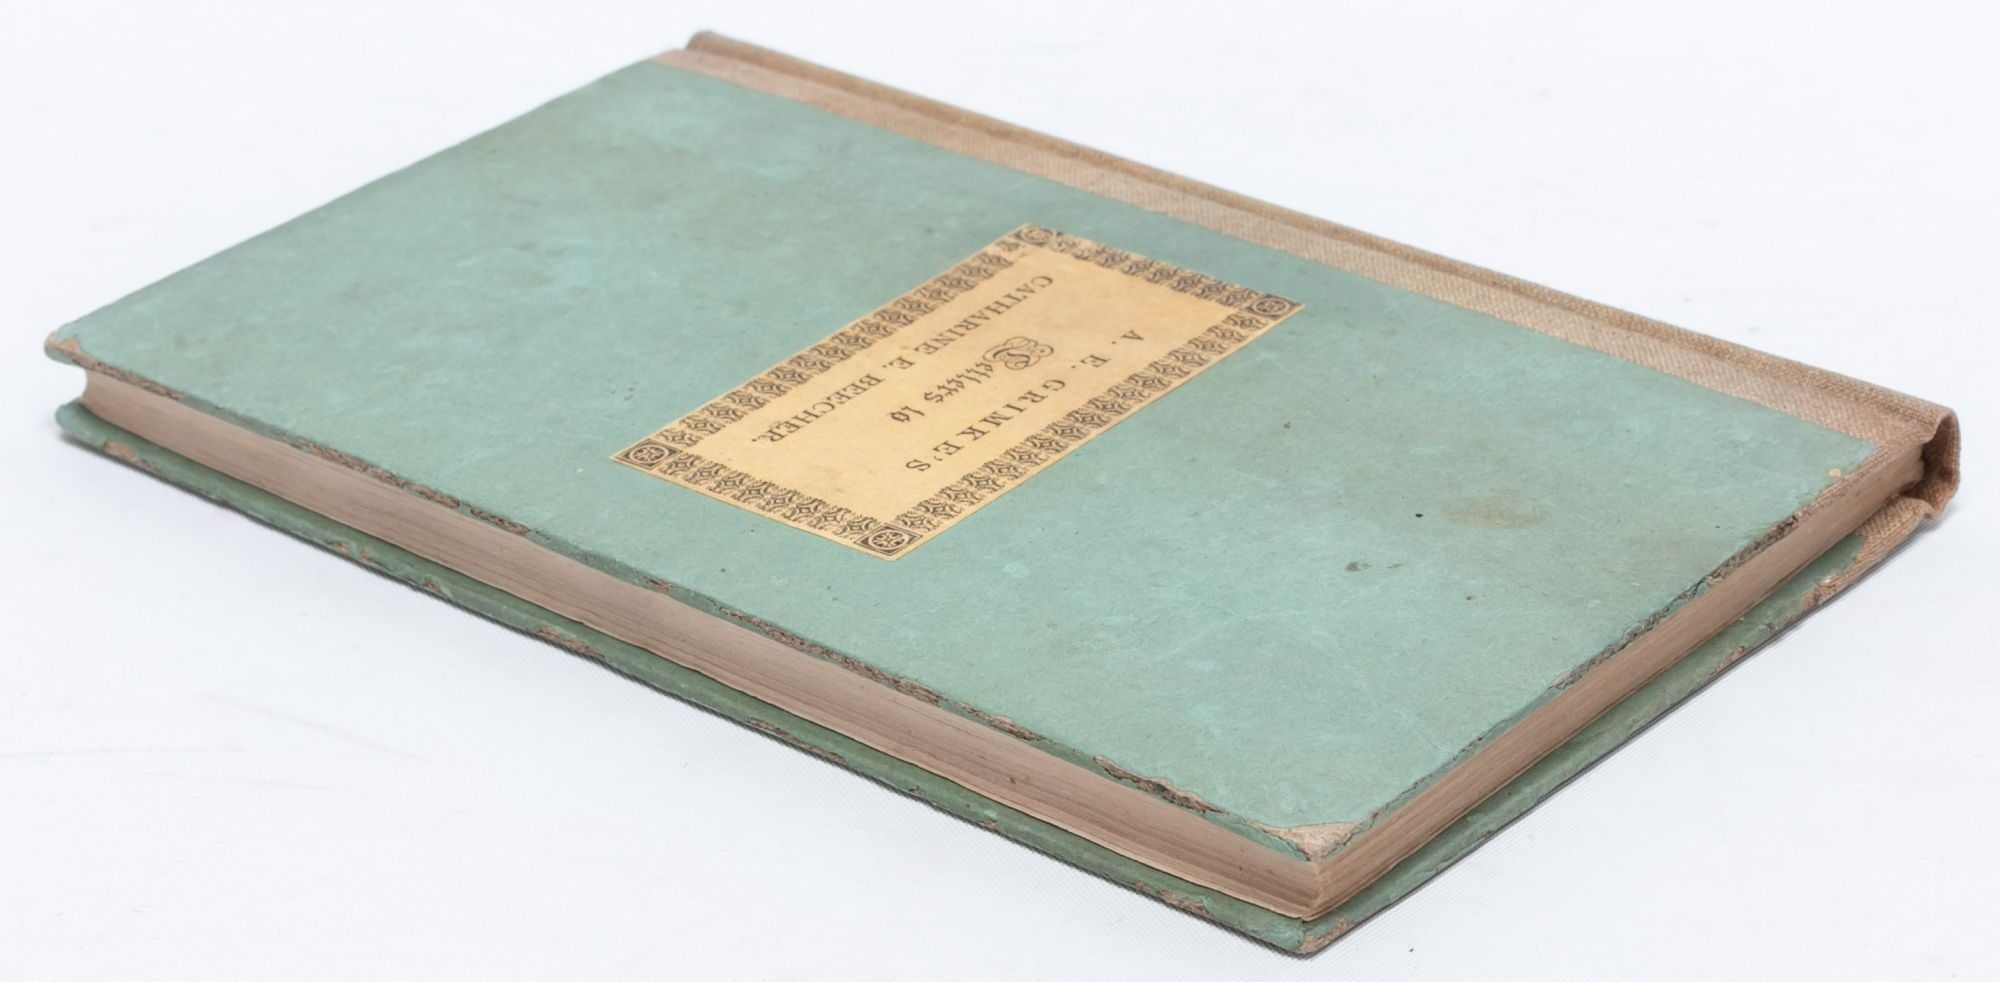 A. E. GRIMKE'S
Letters to
CATHARINE E. BEECHER.